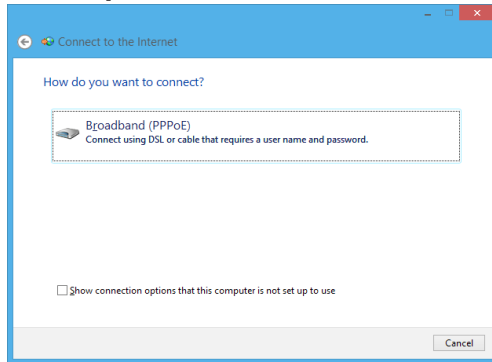 Connect to the Internet
How do you want to connect?
Broadband (PPPoE)
Connect using DSL or cable that requires a user name and password.
Show connection options that this computer is not set up to use
Cancel